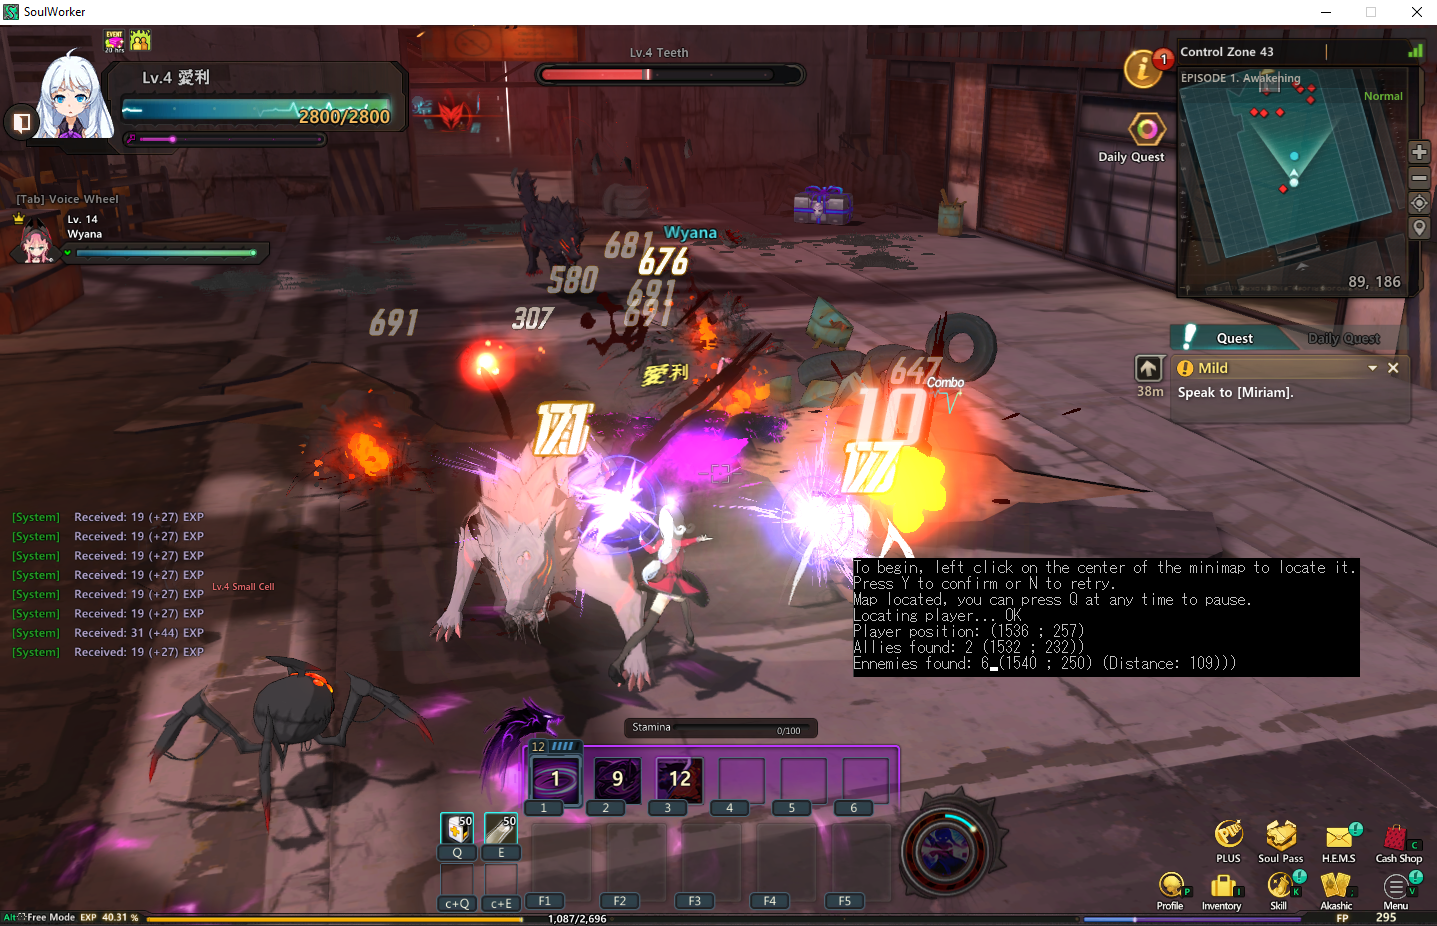 SoulWorker
EVENT
20 hrs
Lv.4 愛利
2800/2800
[Tab] Voice Wheel
Lv. 14
Wyana
Lv.4 Teeth
1
Daily Quest
Control Zone 43
EPISODE 1. Awakening
Normal
89, 186
Quest
Daily Quest
Mild
38m
Speak to [Miriam].
Wyana
681
676
580
691
691
691
307
愛利
647
Combo
10
[System] Received: 19 (+27) EXP
[System] Received: 19 (+27) EXP
[System] Received: 19 (+27) EXP
[System] Received: 19 (+27) EXP
[System] Received: 19 (+27) EXP
[System] Received: 19 (+27) EXP
[System] Received: 31 (+44) EXP
[System] Received: 19 (+27) EXP
Lv.4 Small Cell
To begin, left click on the center of the minimap to locate it.
Press Y to confirm or N to retry.
Map located, you can press Q at any time to pause.
Locating player... OK
Player position: (1536 ; 257)
Allies found: 2 (1532 ; 232))
Ennemies found: 6 (1540 ; 250) (Distance: 109)))
Stamina
0/100
12
1 9 12
1 2 3 4 5 6
50 50
Q E
c+Q c+E F1 F2 F3 F4 F5
PLUS Soul Pass H.E.M.S Cash Shop
C
P I K V
Profile Inventory Skill Akashic Menu
Free Mode EXP 40.31 %
1,087/2,696
FP 295